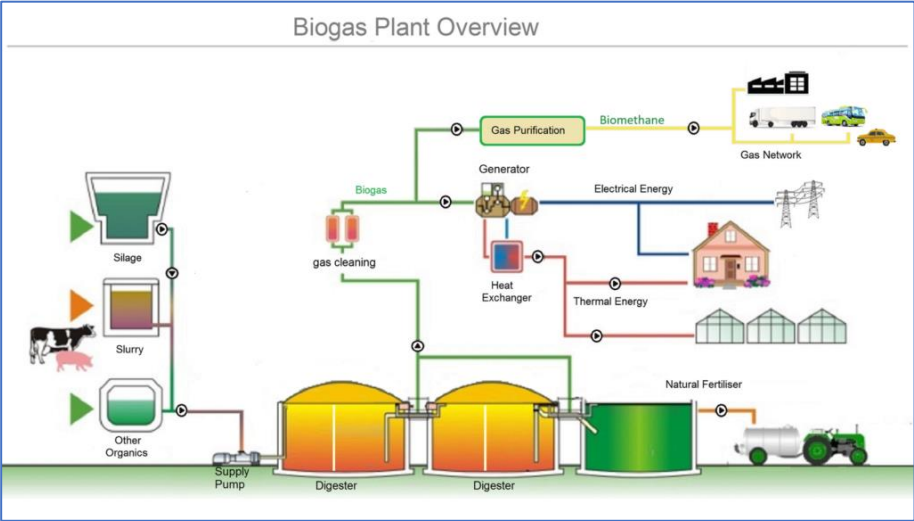 Biogas Plant Overview
Gas Purification
Biomethane
Gas Network
Generator
Biogas
Electrical Energy
gas cleaning
Heat
Exchanger
Thermal Energy
Silage
Slurry
Other
Organics
Supply
Pump
Digester
Digester
Natural Fertiliser